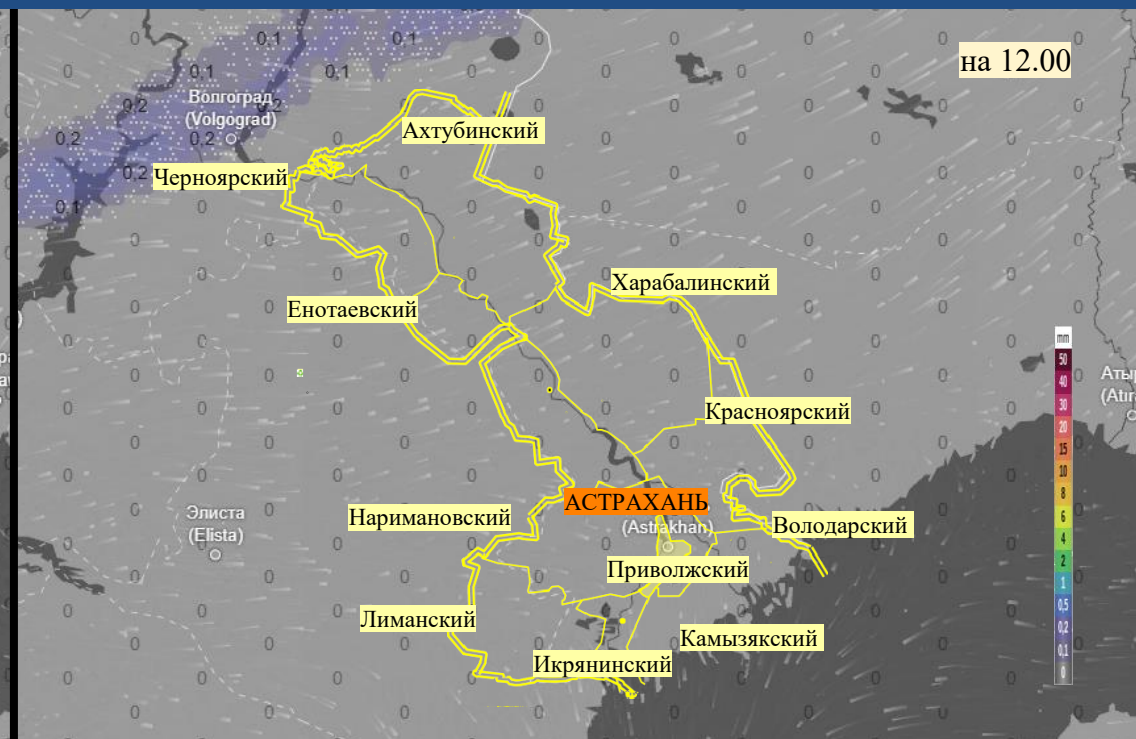 на 12.00
0,1
0,1
0,1
0,1
Волгоград
(Volgograd)
0,2
0,2
0,2
0,2
0,2
0,1
Ахтубинский
Черноярский
Харабалинский
Енотаевский
Красноярский
АСТРАХАНЬ
(Astrakhan)
Наримановский
Элиста
(Elista)
Володарский
Приволжский
Лиманский
Камызякский
Икрянинский
mm
50
40
30
20
15
10
8
6
4
2
1
0,5
0,2
0,1
0